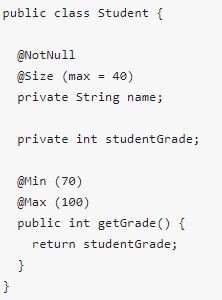 public class Student {
@NotNull
@Size (max = 40)
private String name;
private int studentGrade;
@Min (70)
@Max (100)
public int getGrade() {
return studentGrade;
}
}